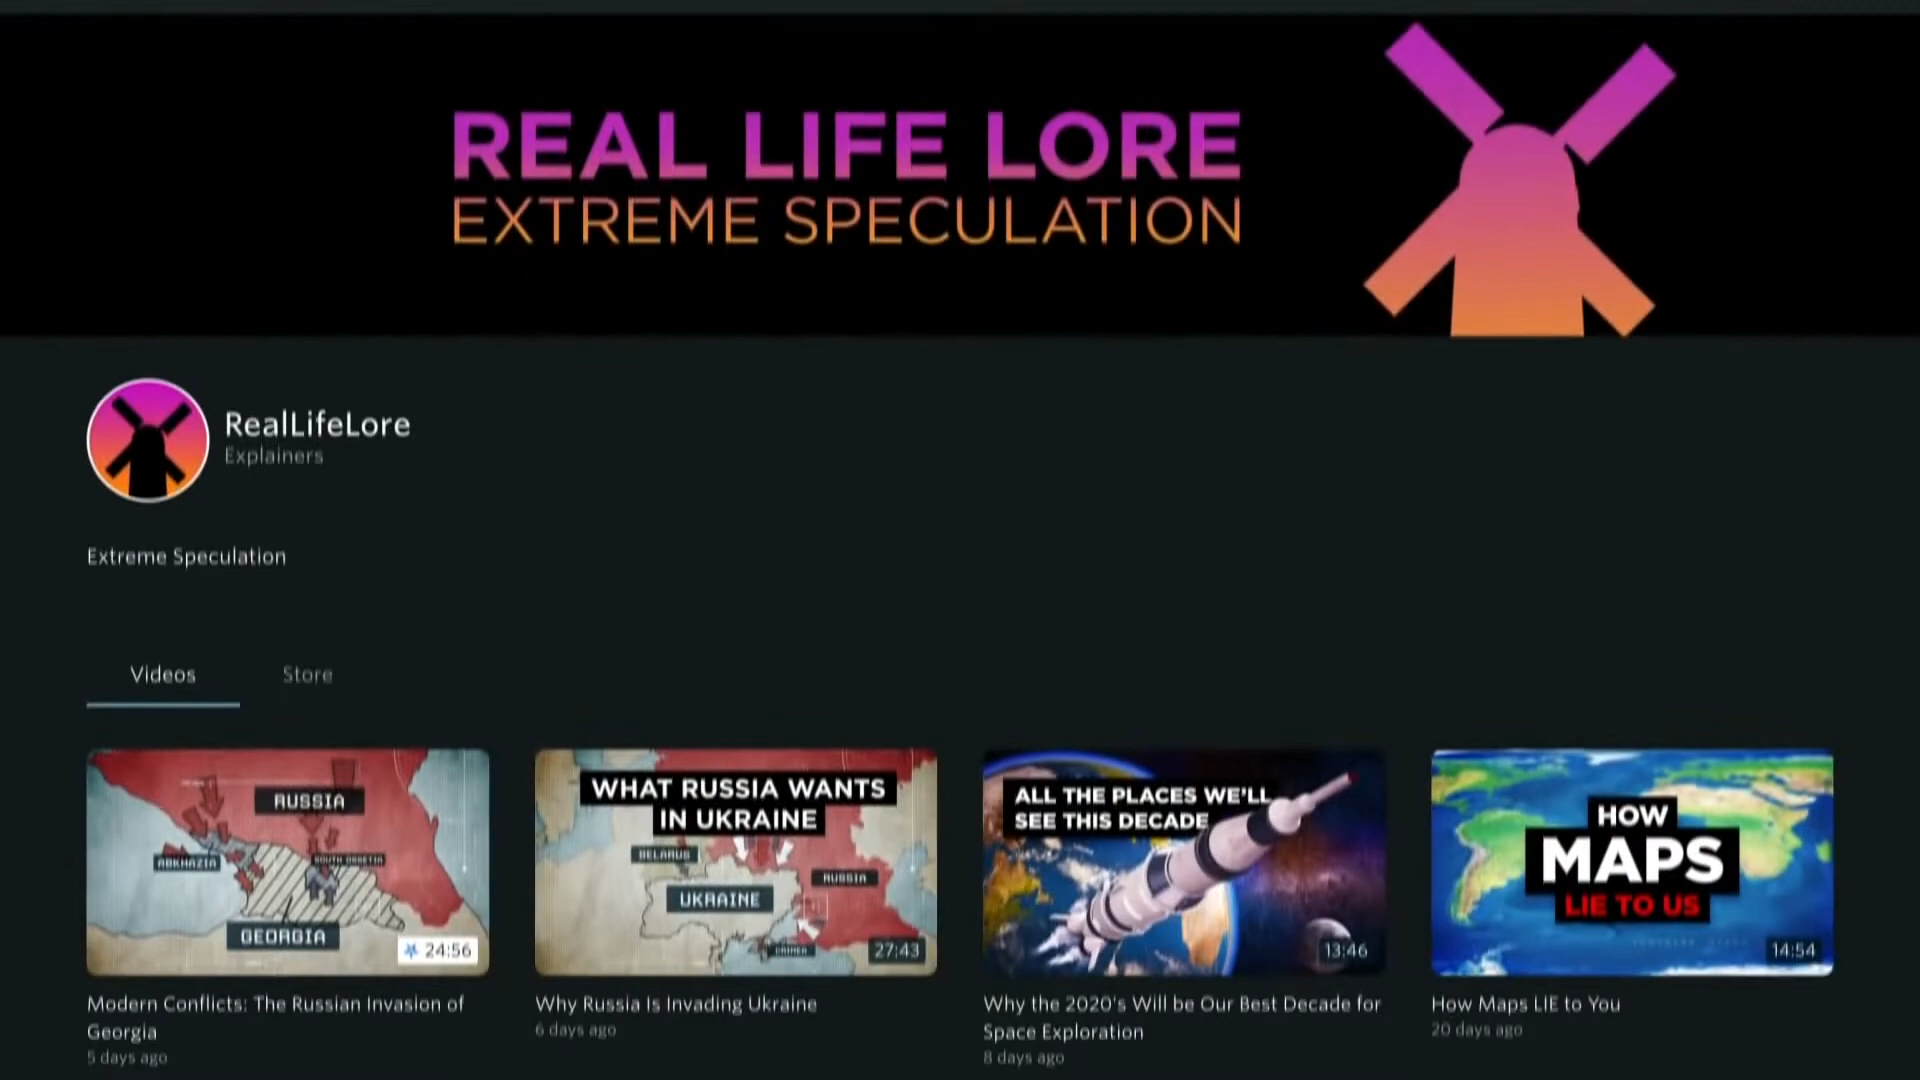 REAL LIFE LORE
EXTREME SPECULATION
RealLifeLore
Explainers
Extreme Speculation
Videos
Store
RUSSIA
ABKHAZIA
SOUTH OSSETIA
GEORGIA
24:56
WHAT RUSSIA WANTS
IN UKRAINE
BELARUS
RUSSIA
UKRAINE
CRIMEA
27:43
ALL THE PLACES WE'LL
SEE THIS DECADE
13:46
HOW
MAPS
LIE TO US
14:54
Modern Conflicts: The Russian Invasion of
Georgia
5 days ago
Why Russia Is Invading Ukraine
6 days ago
Why the 2020's Will be Our Best Decade for
Space Exploration
8 days ago
How Maps LIE to You
20 days ago